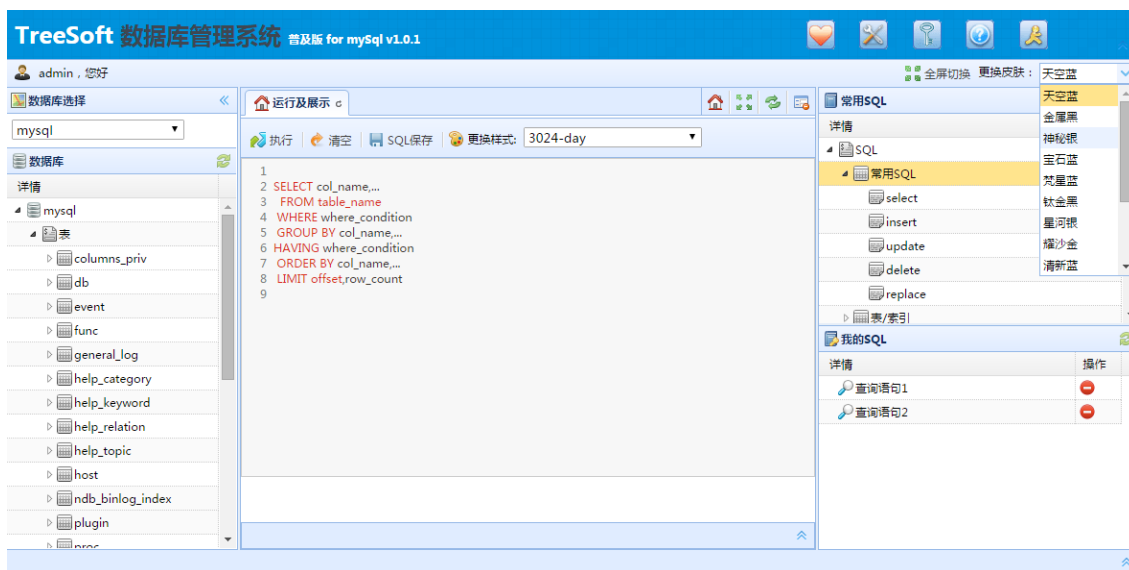 TreeSoft 数据库管理系统 普及版 for mySql v1.0.1
admin，您好
全屏切换 更换皮肤： 天空蓝
数据库选择
mysql
数据库
详情
mysql
表
columns_priv
db
event
func
general_log
help_category
help_keyword
help_relation
help_topic
host
ndb_binlog_index
plugin
proc
运行及展示
执行 清空 SQL保存 更换样式: 3024-day
1
2 SELECT col_name,...
3 FROM table_name
4 WHERE where_condition
5 GROUP BY col_name,...
6 HAVING where_condition
7 ORDER BY col_name,...
8 LIMIT offset,row_count
9
常用SQL
详情
SQL
常用SQL
select
insert
update
delete
replace
表/索引
天空蓝
金属黑
神秘银
宝石蓝
梵星蓝
钛金黑
星河银
耀沙金
清新蓝
我的SQL
详情 操作
查询语句1
查询语句2